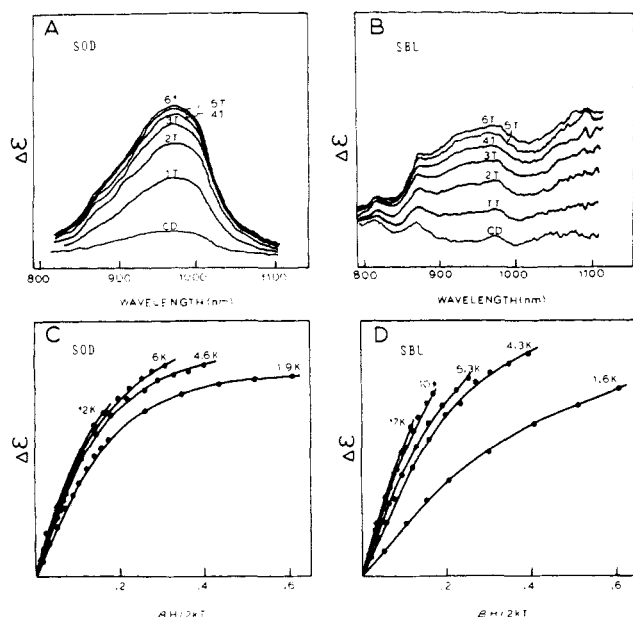 A
SOD
Δε
6T
5T
4T
3T
2T
1T
CD
800 900 1000 1100
WAVELENGTH(nm)
B
SBL
Δε
6T
5T
4T
3T
2T
1T
CD
800 900 1000 1100
WAVELENGTH(nm)
C
SOD
Δε
12K
6K
4.6K
1.9K
.2 .4 .6
βH/2kT
D
SBL
Δε
4.3K
5.3K
1.6K
.2 .4 .6
βH/2kT